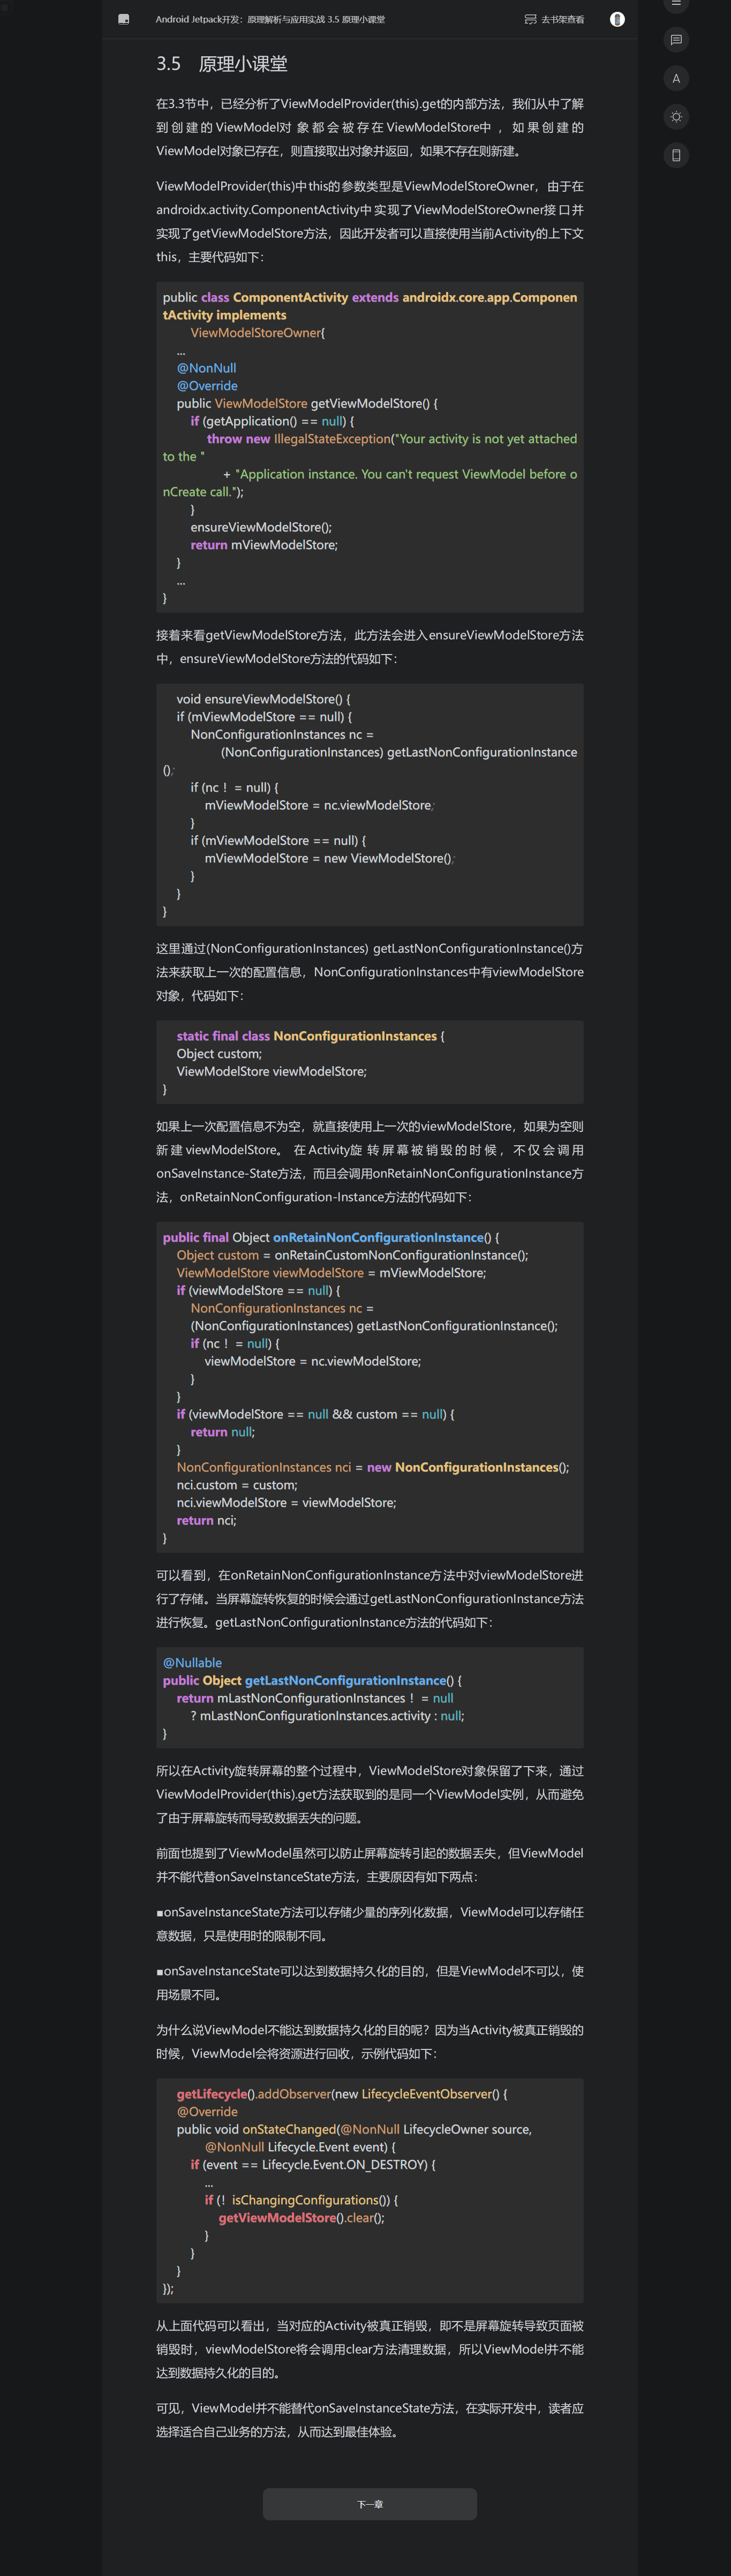 Android Jetpack开发：原理解析与应用实战 3.5 原理小课堂
去书架查看
3.5 原理小课堂
在3.3节中，已经分析了ViewModelProvider(this).get的内部方法，我们从中了解
到创建的ViewModel对象都会被存在ViewModelStore中，如果创建的
ViewModel对象已存在，则直接取出对象并返回，如果不存在则新建。
ViewModelProvider(this)中this的参数类型是ViewModelStoreOwner，由于在
androidx.activity.ComponentActivity中实现了ViewModelStoreOwner接口并
实现了getViewModelStore方法，因此开发者可以直接使用当前Activity的上下文
this，主要代码如下：
public class ComponentActivity extends androidx.core.app.Componen
tActivity implements
ViewModelStoreOwner{
...
@NonNull
@Override
public ViewModelStore getViewModelStore() {
if (getApplication() == null) {
throw new IllegalStateException("Your activity is not yet attached
to the "
+ "Application instance. You can't request ViewModel before o
nCreate call.");
}
ensureViewModelStore();
return mViewModelStore;
}
...
}
接着来看getViewModelStore方法，此方法会进入ensureViewModelStore方法
中，ensureViewModelStore方法的代码如下：
void ensureViewModelStore() {
if (mViewModelStore == null) {
NonConfigurationInstances nc =
(NonConfigurationInstances) getLastNonConfigurationInstance
();
if (nc ！= null) {
mViewModelStore = nc.viewModelStore;
}
if (mViewModelStore == null) {
mViewModelStore = new ViewModelStore();
}
}
}
这里通过(NonConfigurationInstances) getLastNonConfigurationInstance()方
法来获取上一次的配置信息，NonConfigurationInstances中有viewModelStore
对象，代码如下：
static final class NonConfigurationInstances {
Object custom;
ViewModelStore viewModelStore;
}
如果上一次配置信息不为空，就直接使用上一次的viewModelStore，如果为空则
新建viewModelStore。在Activity旋转屏幕被销毁的时候，不仅会调用
onSaveInstance-State方法，而且会调用onRetainNonConfigurationInstance方
法，onRetainNonConfiguration-Instance方法的代码如下：
public final Object onRetainNonConfigurationInstance() {
Object custom = onRetainCustomNonConfigurationInstance();
ViewModelStore viewModelStore = mViewModelStore;
if (viewModelStore == null) {
NonConfigurationInstances nc =
(NonConfigurationInstances) getLastNonConfigurationInstance();
if (nc ！= null) {
viewModelStore = nc.viewModelStore;
}
}
if (viewModelStore == null && custom == null) {
return null;
}
NonConfigurationInstances nci = new NonConfigurationInstances();
nci.custom = custom;
nci.viewModelStore = viewModelStore;
return nci;
}
可以看到，在onRetainNonConfigurationInstance方法中对viewModelStore进
行了存储。当屏幕旋转恢复的时候会通过getLastNonConfigurationInstance方法
进行恢复。getLastNonConfigurationInstance方法的代码如下：
@Nullable
public Object getLastNonConfigurationInstance() {
return mLastNonConfigurationInstances ！= null
? mLastNonConfigurationInstances.activity : null;
}
所以在Activity旋转屏幕的整个过程中，ViewModelStore对象保留了下来，通过
ViewModelProvider(this).get方法获取到的是同一个ViewModel实例，从而避免
了由于屏幕旋转而导致数据丢失的问题。
前面也提到了ViewModel虽然可以防止屏幕旋转引起的数据丢失，但ViewModel
并不能代替onSaveInstanceState方法，主要原因有如下两点：
■onSaveInstanceState方法可以存储少量的序列化数据，ViewModel可以存储任
意数据，只是使用时的限制不同。
■onSaveInstanceState可以达到数据持久化的目的，但是ViewModel不可以，使
用场景不同。
为什么说ViewModel不能达到数据持久化的目的呢？因为当Activity被真正销毁的
时候，ViewModel会将资源进行回收，示例代码如下：
getLifecycle().addObserver(new LifecycleEventObserver() {
@Override
public void onStateChanged(@NonNull LifecycleOwner source,
@NonNull Lifecycle.Event event) {
if (event == Lifecycle.Event.ON_DESTROY) {
...
if (！isChangingConfigurations()) {
getViewModelStore().clear();
}
}
}
});
从上面代码可以看出，当对应的Activity被真正销毁，即不是屏幕旋转导致页面被
销毁时，viewModelStore将会调用clear方法清理数据，所以ViewModel并不能
达到数据持久化的目的。
可见，ViewModel并不能替代onSaveInstanceState方法，在实际开发中，读者应
选择适合自己业务的方法，从而达到最佳体验。
下一章